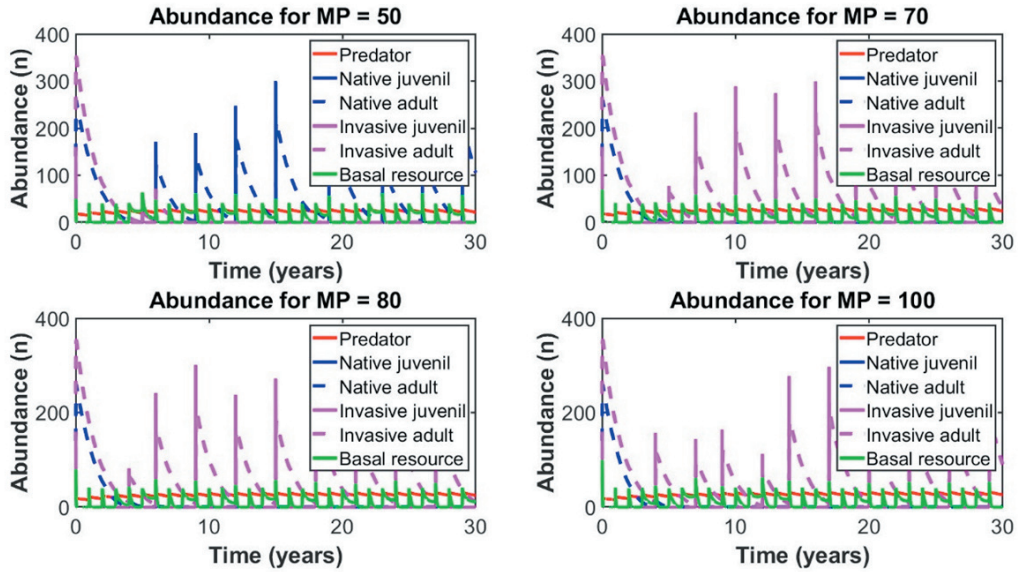 Abundance for MP = 50
400
300
200
100
0
Abundance (n)
0
10
20
30
Time (years)
Predator
Native juvenil
Native adult
Invasive juvenil
Invasive adult
Basal resource
Abundance for MP = 70
400
300
200
100
0
Abundance (n)
0
10
20
30
Time (years)
Predator
Native juvenil
Native adult
Invasive juvenil
Invasive adult
Basal resource
Abundance for MP = 80
400
200
0
Abundance (n)
0
10
20
30
Time (years)
Predator
Native juvenil
Native adult
Invasive juvenil
Invasive adult
Basal resource
Abundance for MP = 100
400
200
0
Abundance (n)
0
10
20
30
Time (years)
Predator
Native juvenil
Native adult
Invasive juvenil
Invasive adult
Basal resource